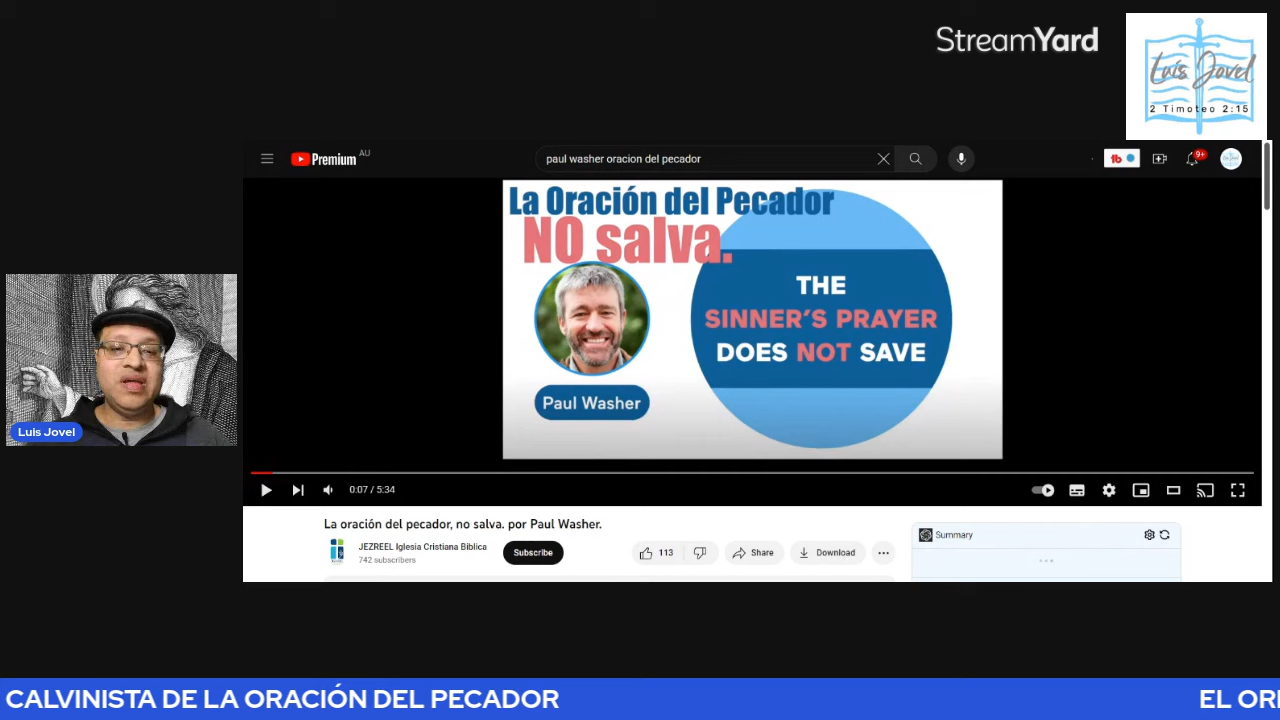 StreamYard
Luis Jovel
2 Timoteo 2:15
Premium AU
paul washer oracion del pecador
9+
La Oración del Pecador
NO salva.
THE
SINNER'S PRAYER
DOES NOT SAVE
Paul Washer
Luis Jovel
0:07 / 5:34
La oración del pecador, no salva. por Paul Washer.
JEZREEL Iglesia Cristiana Biblica
742 subscribers
Subscribe
113
Share
Download
Summary
CALVINISTA DE LA ORACIÓN DEL PECADOR
EL ORI